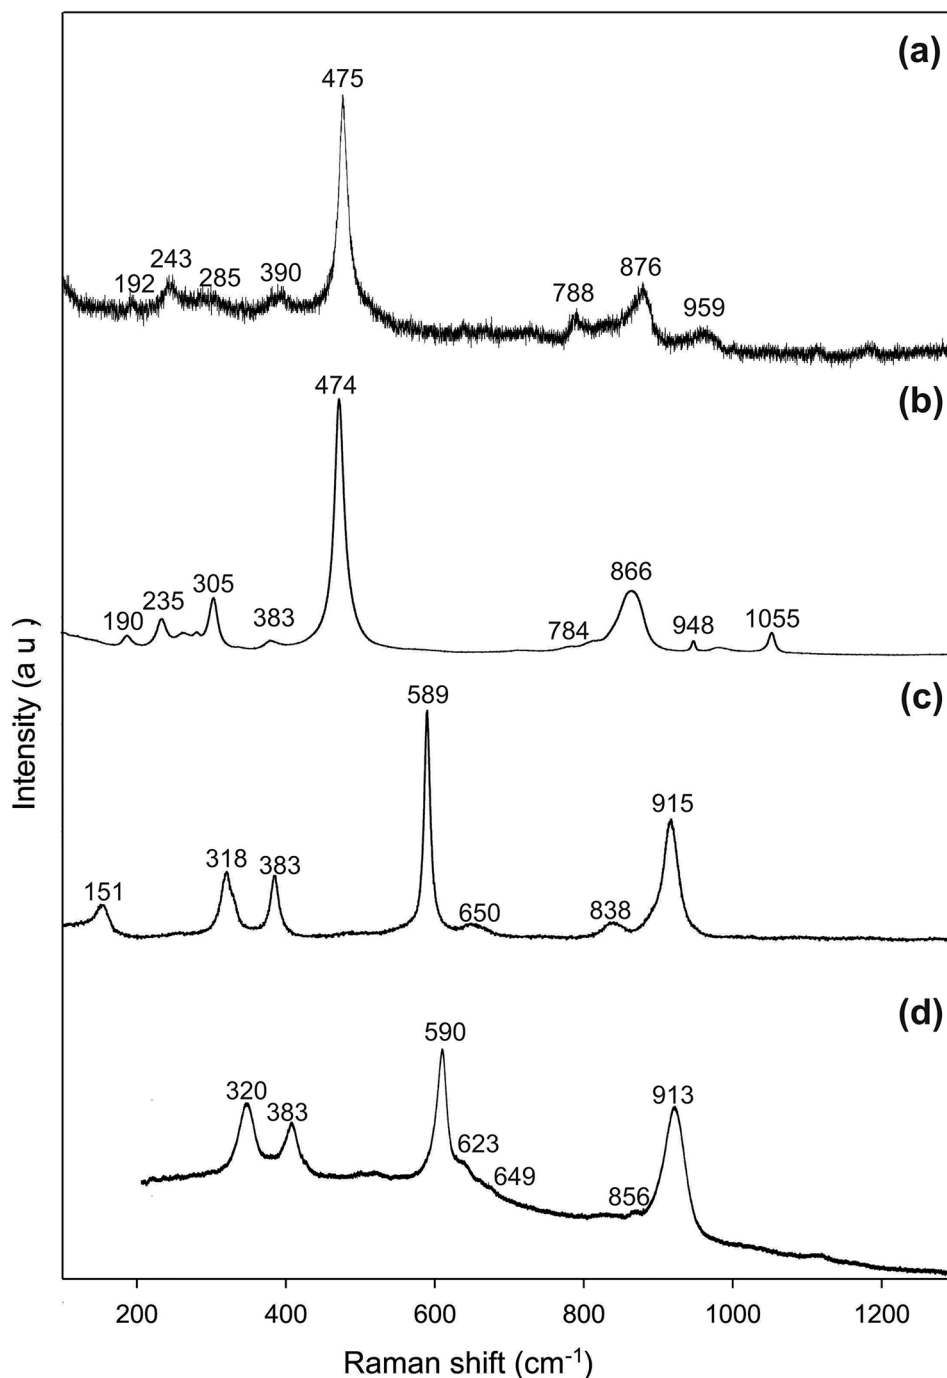 (a)
475
192 243 285 390 788 876 959
(b)
474
190 235 305 383 784 866 948 1055
(c)
589
151 318 383 650 838 915
(d)
590
320 383 623 649 856 913
Intensity (a u )
200 400 600 800 1000 1200
Raman shift (cm⁻¹)